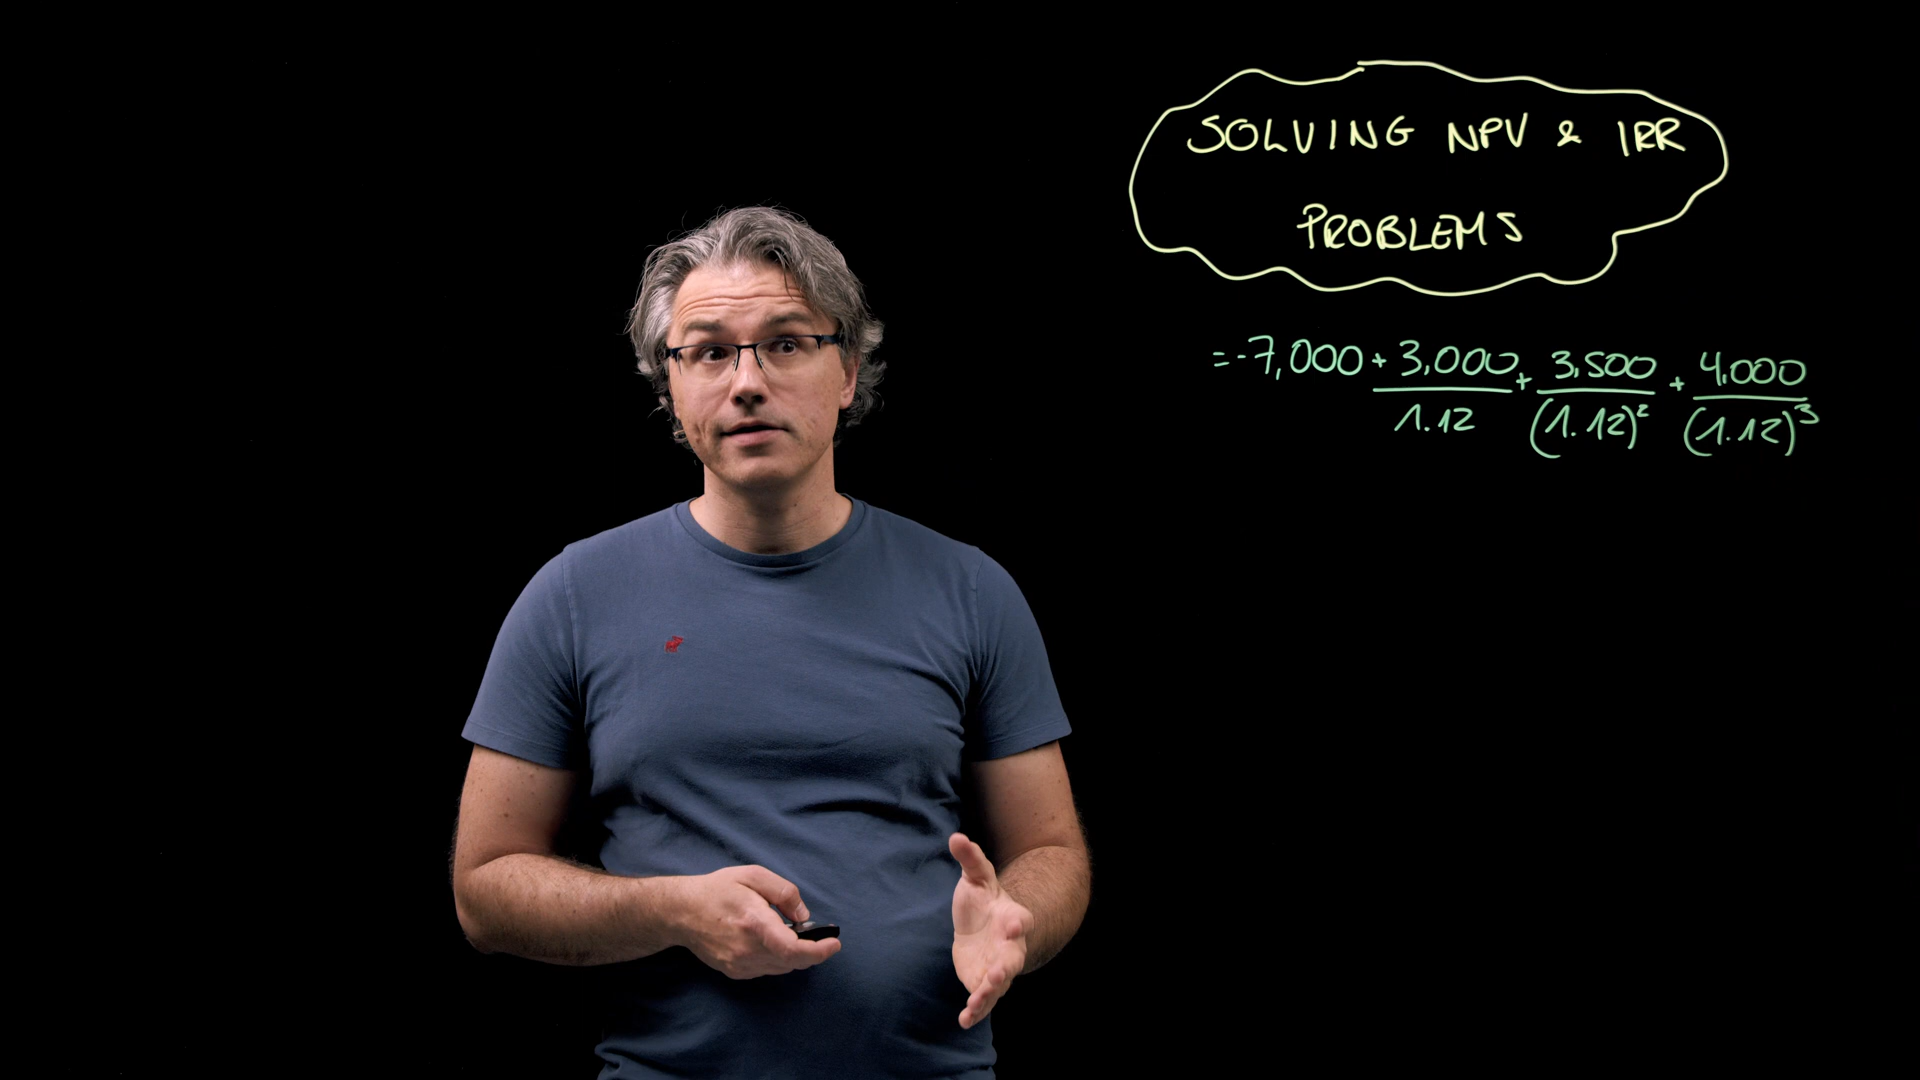 SOLVING NPV & IRR
PROBLEMS
= -7,000 + 3,000 + 3,500 + 4,000
1.12 (1.12)² (1.12)³